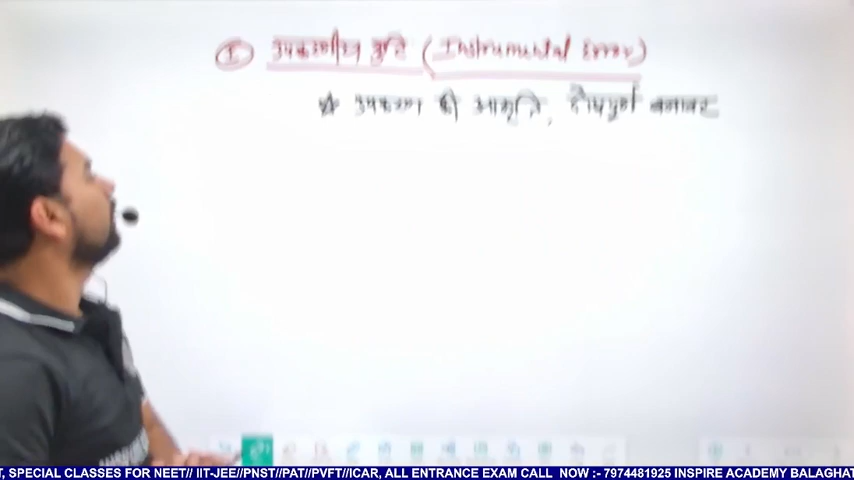 ① उपकरणीय त्रुटि (Instrumental Error)
* उपकरण की आकृति, दोषपूर्ण बनावट
T, SPECIAL CLASSES FOR NEET// IIT-JEE//PNST//PAT//PVFT//ICAR, ALL ENTRANCE EXAM CALL NOW :- 7974481925 INSPIRE ACADEMY BALAGHAT